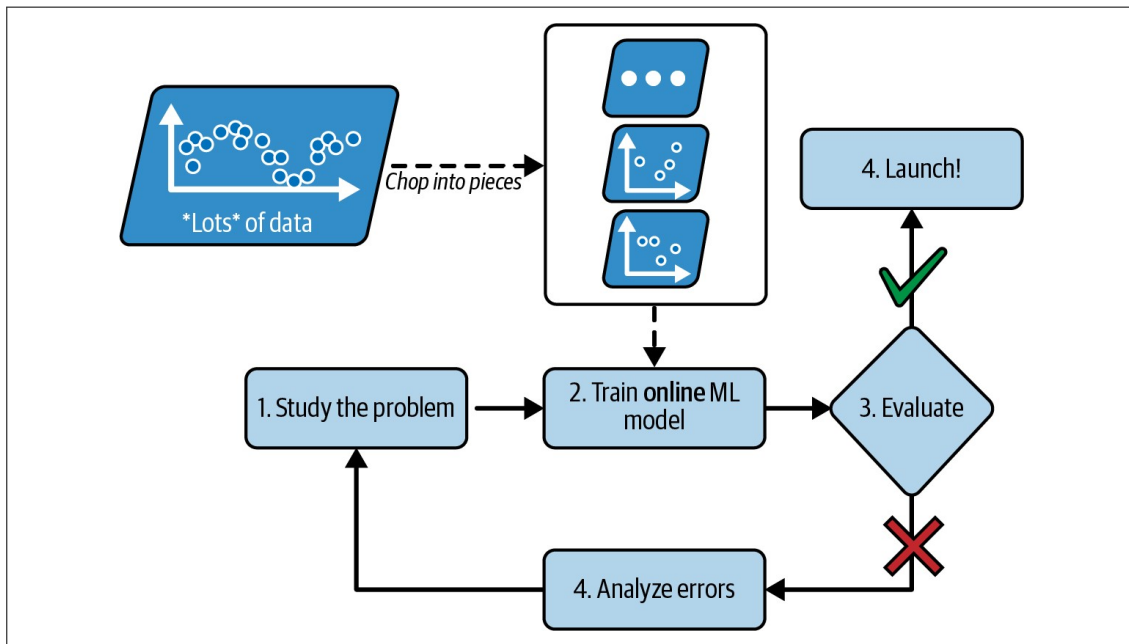 *Lots* of data
Chop into pieces
4. Launch!
1. Study the problem
2. Train online ML
model
3. Evaluate
4. Analyze errors